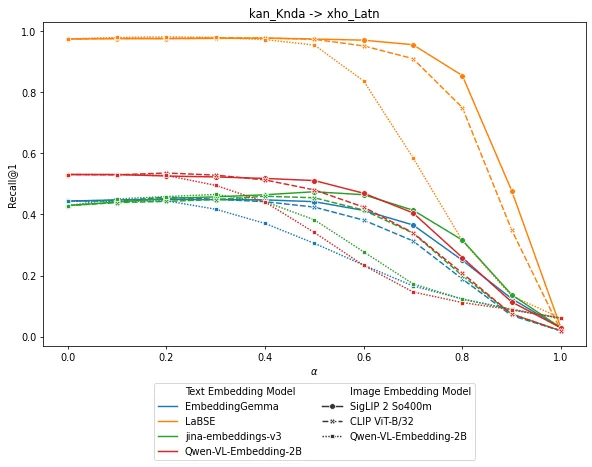 kan_Knda -> xho_Latn
Recall@1
1.0
0.8
0.6
0.4
0.2
0.0
0.0 0.2 0.4 0.6 0.8 1.0
α
Text Embedding Model
EmbeddingGemma
LaBSE
jina-embeddings-v3
Qwen-VL-Embedding-2B
Image Embedding Model
SigLIP 2 So400m
CLIP ViT-B/32
Qwen-VL-Embedding-2B